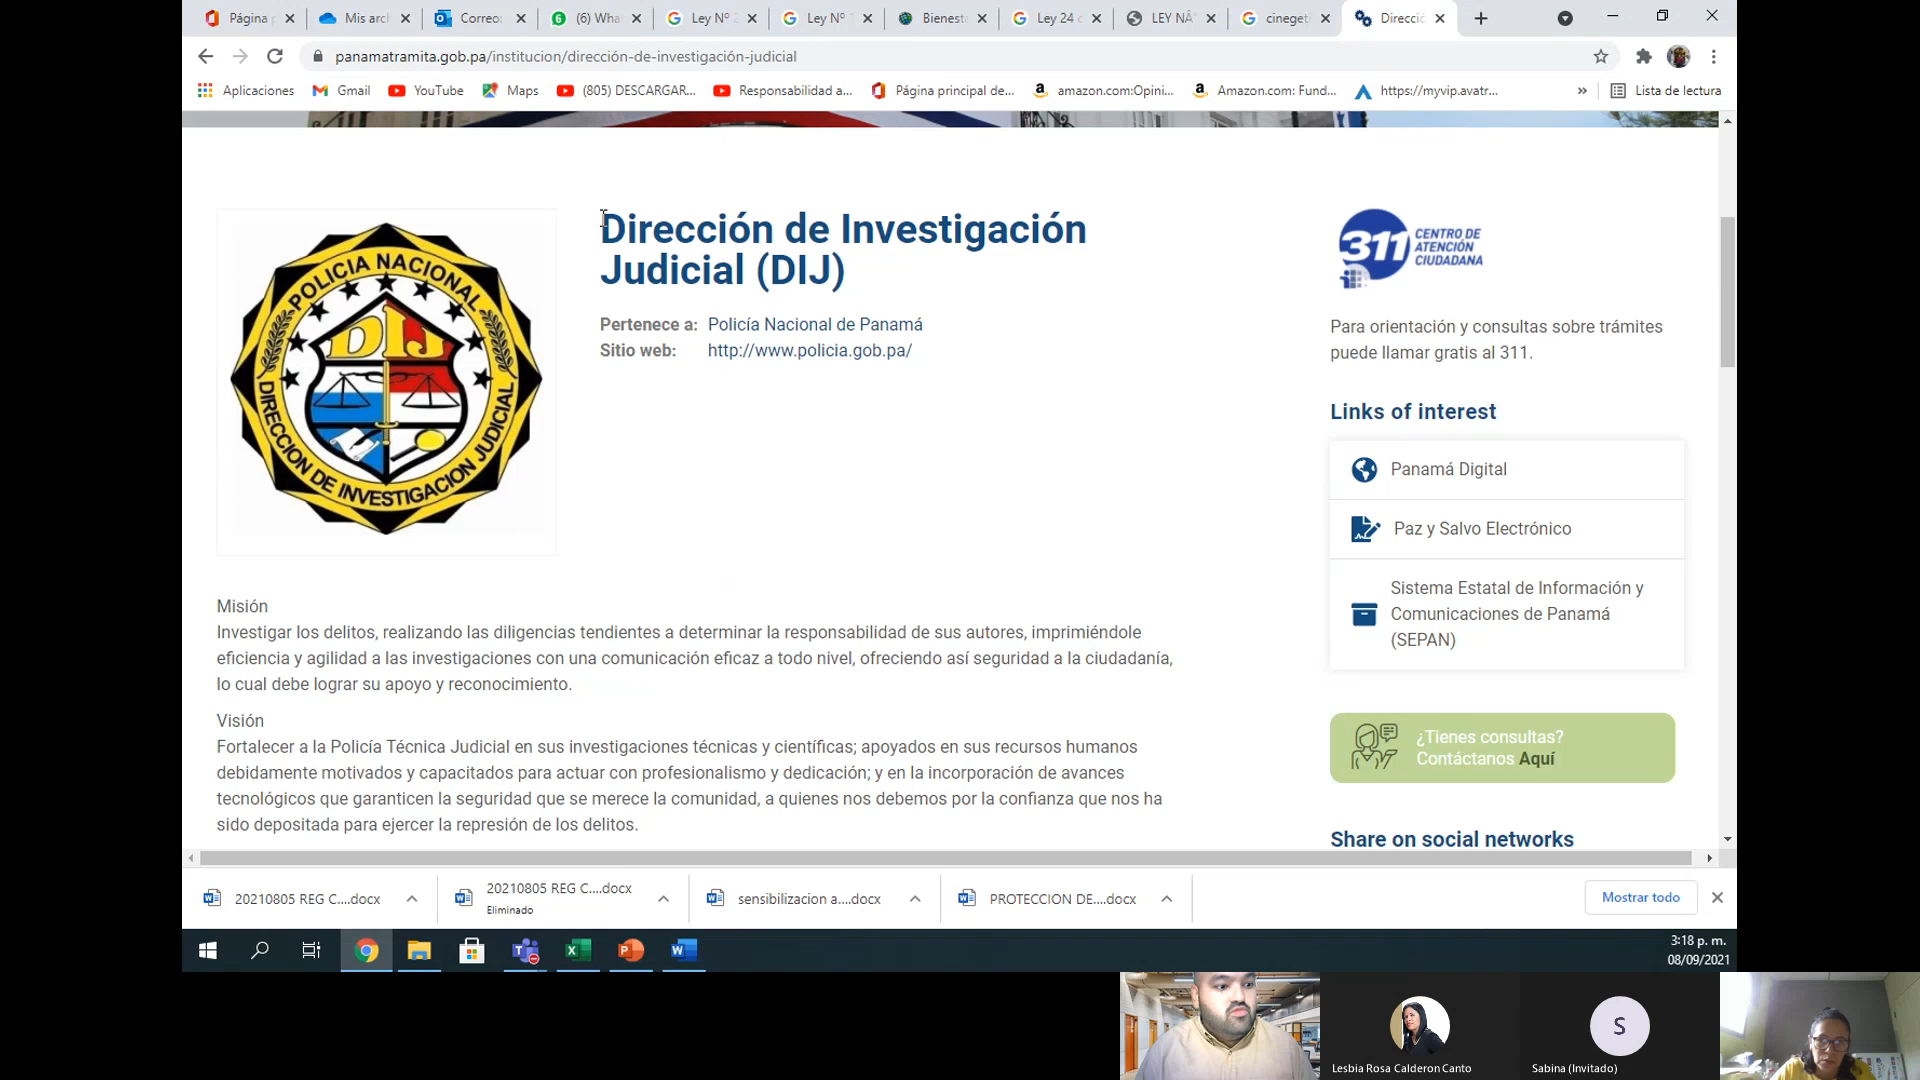 Página p
Mis arc
Correo:
(6) Wha
Ley Nº 2
Ley Nº
Bienest
Ley 24 c
LEY NÂ°
cineget
Direcci
panamatramita.gob.pa/institucion/dirección-de-investigación-judicial
Aplicaciones
Gmail
YouTube
Maps
(805) DESCARGAR...
Responsabilidad a...
Página principal de...
amazon.com:Opini...
Amazon.com: Fund...
https://myvip.avatr...
»
Lista de lectura
POLICIA NACIONAL
DIJ
DIRECCION DE INVESTIGACION JUDICIAL
Dirección de Investigación
Judicial (DIJ)
Pertenece a: Policía Nacional de Panamá
Sitio web: http://www.policia.gob.pa/
311 CENTRO DE
ATENCIÓN
CIUDADANA
Para orientación y consultas sobre trámites
puede llamar gratis al 311.
Links of interest
Panamá Digital
Paz y Salvo Electrónico
Sistema Estatal de Información y
Comunicaciones de Panamá
(SEPAN)
¿Tienes consultas?
Contáctanos Aquí
Share on social networks
Misión
Investigar los delitos, realizando las diligencias tendientes a determinar la responsabilidad de sus autores, imprimiéndole
eficiencia y agilidad a las investigaciones con una comunicación eficaz a todo nivel, ofreciendo así seguridad a la ciudadanía,
lo cual debe lograr su apoyo y reconocimiento.
Visión
Fortalecer a la Policía Técnica Judicial en sus investigaciones técnicas y científicas; apoyados en sus recursos humanos
debidamente motivados y capacitados para actuar con profesionalismo y dedicación; y en la incorporación de avances
tecnológicos que garanticen la seguridad que se merece la comunidad, a quienes nos debemos por la confianza que nos ha
sido depositada para ejercer la represión de los delitos.
20210805 REG C....docx
20210805 REG C....docx
Eliminado
sensibilizacion a....docx
PROTECCION DE....docx
Mostrar todo
3:18 p. m.
08/09/2021
S
Lesbia Rosa Calderon Canto
Sabina (Invitado)